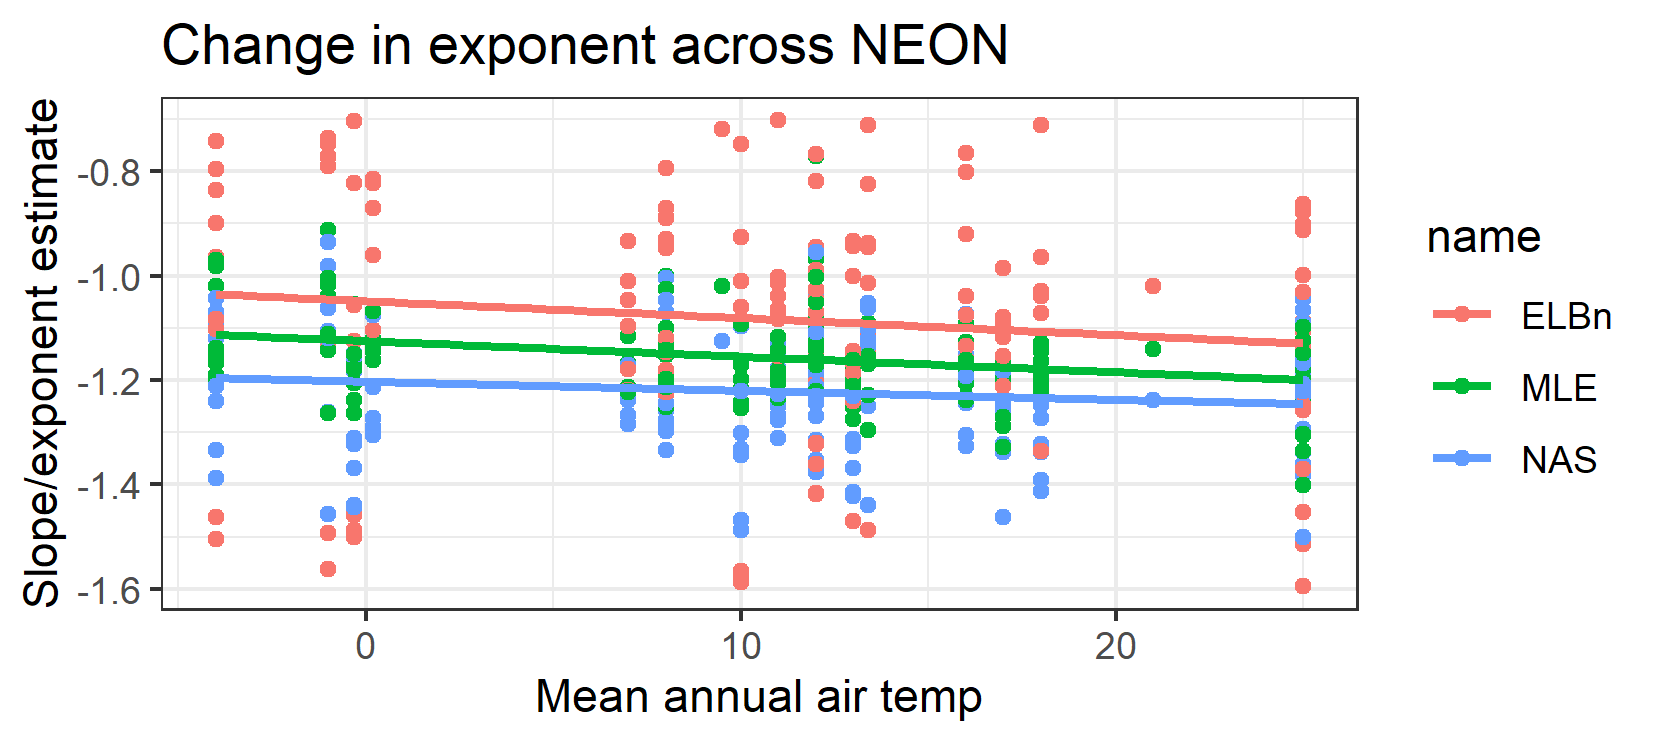 Change in exponent across NEON
Slope/exponent estimate
-0.8
-1.0
-1.2
-1.4
-1.6
0
10
20
Mean annual air temp
name
ELBn
MLE
NAS